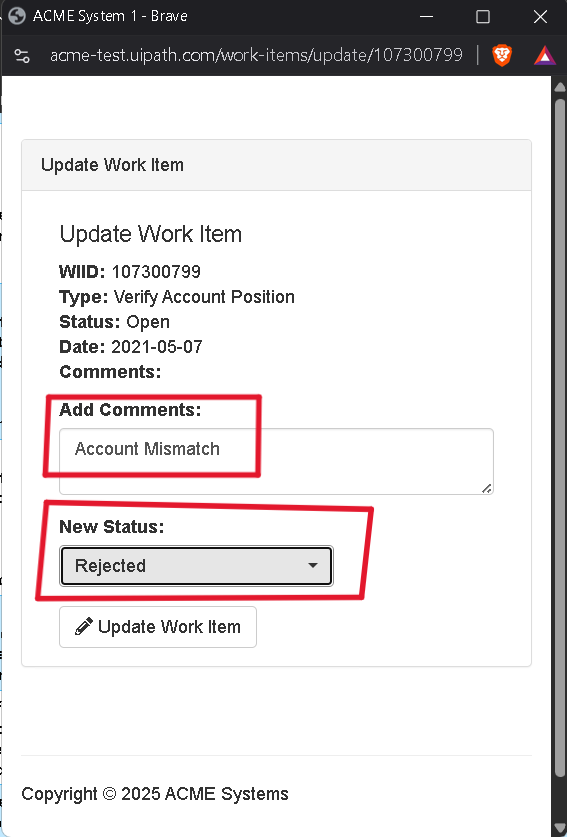 ACME System 1 - Brave
acme-test.uipath.com/work-items/update/107300799
Update Work Item
Update Work Item
WIID: 107300799
Type: Verify Account Position
Status: Open
Date: 2021-05-07
Comments:
Add Comments:
Account Mismatch
New Status:
Rejected
Update Work Item
Copyright © 2025 ACME Systems